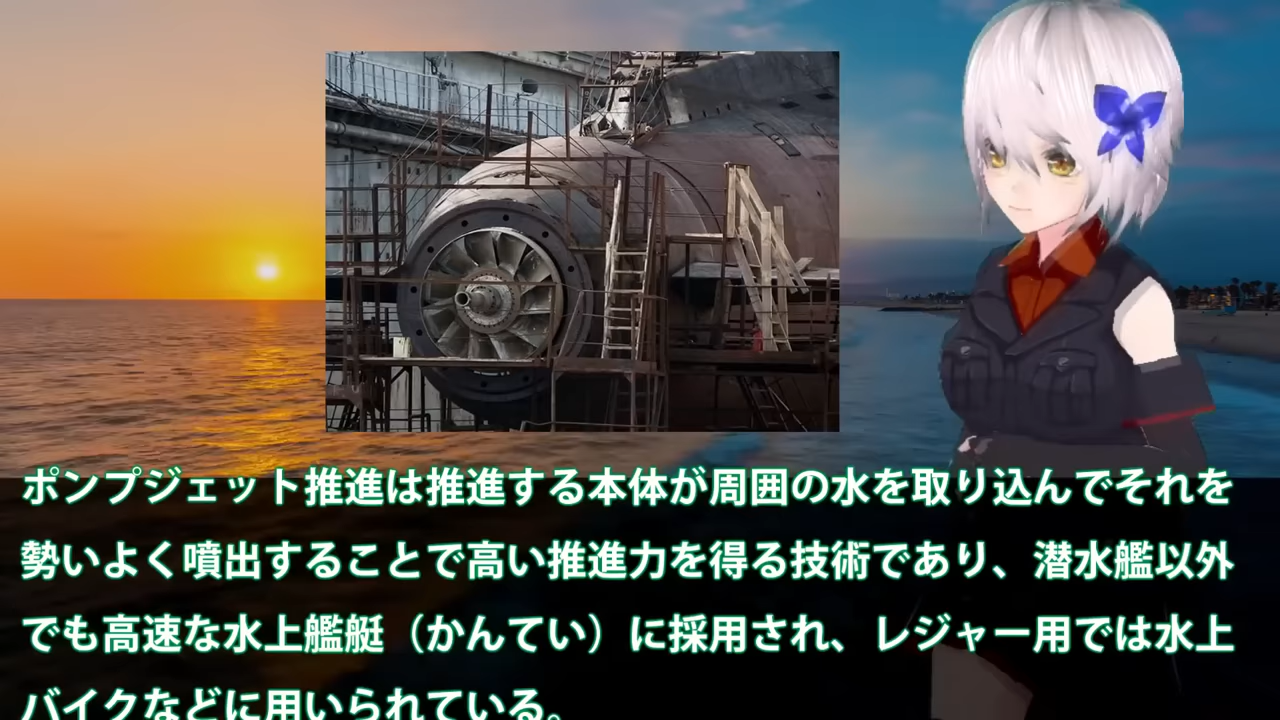 ポンプジェット推進は推進する本体が周囲の水を取り込んでそれを
勢いよく噴出することで高い推進力を得る技術であり、潜水艦以外
でも高速な水上艦艇（かんてい）に採用され、レジャー用では水上
バイクなどに用いられている。